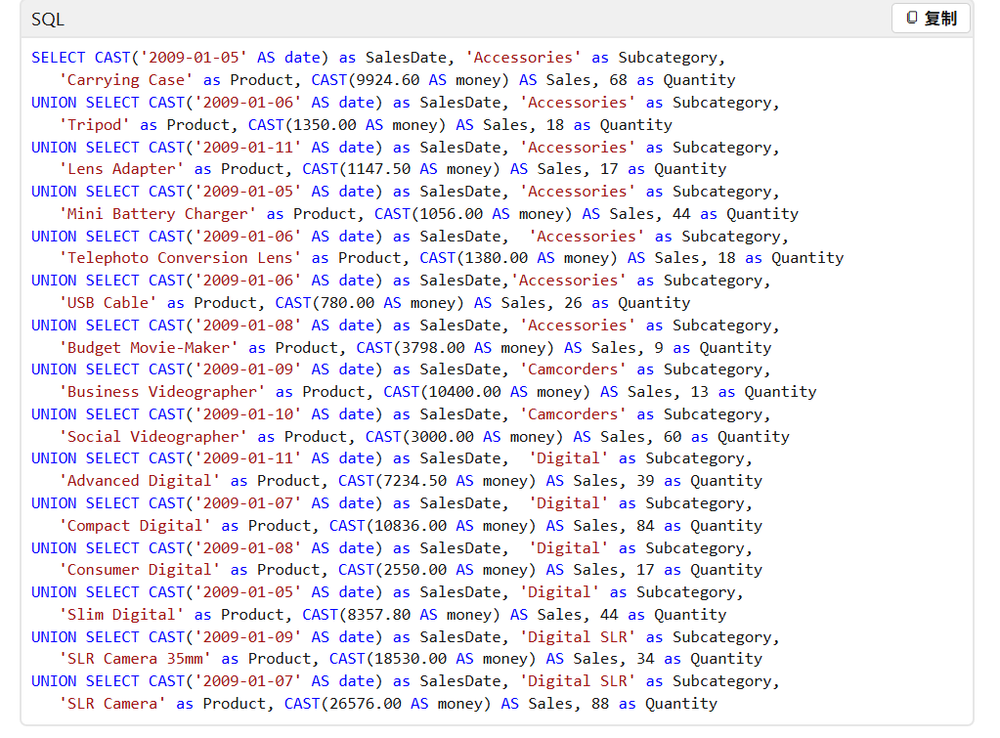 SQL
复制
SELECT CAST('2009-01-05' AS date) as SalesDate, 'Accessories' as Subcategory,
   'Carrying Case' as Product, CAST(9924.60 AS money) AS Sales, 68 as Quantity
UNION SELECT CAST('2009-01-06' AS date) as SalesDate, 'Accessories' as Subcategory,
   'Tripod' as Product, CAST(1350.00 AS money) AS Sales, 18 as Quantity
UNION SELECT CAST('2009-01-11' AS date) as SalesDate, 'Accessories' as Subcategory,
   'Lens Adapter' as Product, CAST(1147.50 AS money) AS Sales, 17 as Quantity
UNION SELECT CAST('2009-01-05' AS date) as SalesDate, 'Accessories' as Subcategory,
   'Mini Battery Charger' as Product, CAST(1056.00 AS money) AS Sales, 44 as Quantity
UNION SELECT CAST('2009-01-06' AS date) as SalesDate,  'Accessories' as Subcategory,
   'Telephoto Conversion Lens' as Product, CAST(1380.00 AS money) AS Sales, 18 as Quantity
UNION SELECT CAST('2009-01-06' AS date) as SalesDate,'Accessories' as Subcategory,
   'USB Cable' as Product, CAST(780.00 AS money) AS Sales, 26 as Quantity
UNION SELECT CAST('2009-01-08' AS date) as SalesDate, 'Accessories' as Subcategory,
   'Budget Movie-Maker' as Product, CAST(3798.00 AS money) AS Sales, 9 as Quantity
UNION SELECT CAST('2009-01-09' AS date) as SalesDate, 'Camcorders' as Subcategory,
   'Business Videographer' as Product, CAST(10400.00 AS money) AS Sales, 13 as Quantity
UNION SELECT CAST('2009-01-10' AS date) as SalesDate, 'Camcorders' as Subcategory,
   'Social Videographer' as Product, CAST(3000.00 AS money) AS Sales, 60 as Quantity
UNION SELECT CAST('2009-01-11' AS date) as SalesDate,  'Digital' as Subcategory,
   'Advanced Digital' as Product, CAST(7234.50 AS money) AS Sales, 39 as Quantity
UNION SELECT CAST('2009-01-07' AS date) as SalesDate,  'Digital' as Subcategory,
   'Compact Digital' as Product, CAST(10836.00 AS money) AS Sales, 84 as Quantity
UNION SELECT CAST('2009-01-08' AS date) as SalesDate,  'Digital' as Subcategory,
   'Consumer Digital' as Product, CAST(2550.00 AS money) AS Sales, 17 as Quantity
UNION SELECT CAST('2009-01-05' AS date) as SalesDate, 'Digital' as Subcategory,
   'Slim Digital' as Product, CAST(8357.80 AS money) AS Sales, 44 as Quantity
UNION SELECT CAST('2009-01-09' AS date) as SalesDate, 'Digital SLR' as Subcategory,
   'SLR Camera 35mm' as Product, CAST(18530.00 AS money) AS Sales, 34 as Quantity
UNION SELECT CAST('2009-01-07' AS date) as SalesDate, 'Digital SLR' as Subcategory,
   'SLR Camera' as Product, CAST(26576.00 AS money) AS Sales, 88 as Quantity